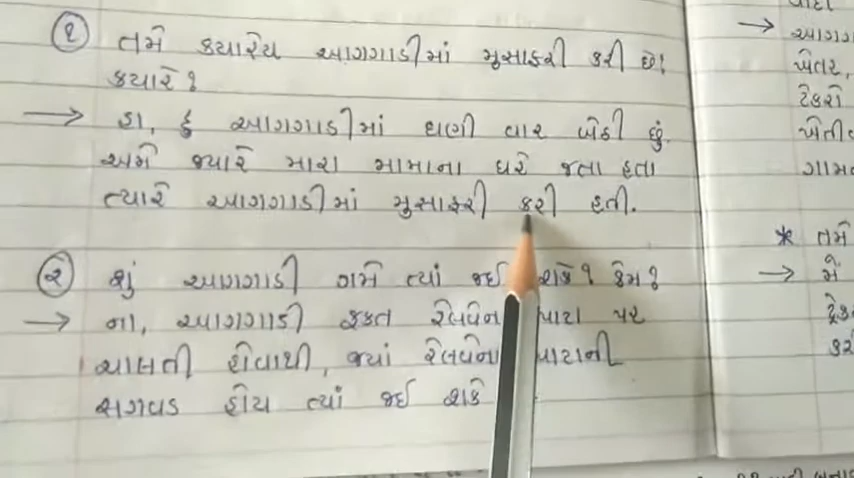 (૧) તમે ક્યારેય આગગાડીમાં મુસાફરી કરી છે!
ક્યારે?
→ હા, હું આગગાડીમાં ઘણી વાર બેઠી છું.
અમે જ્યારે મારા મામાના ઘરે જતા હતા
ત્યારે આગગાડીમાં મુસાફરી કરી હતી.
(૨) શું આગગાડી ગમે ત્યાં જઈ શકે? કેમ?
→ ના, આગગાડી ફક્ત રેલવેના પાટા પર
ચાલતી હોવાથી, જ્યાં રેલવેના પાટાની
સગવડ હોય ત્યાં જઈ શકે
→
ખેતર,
ટેકરો
* તમે
→ મેં